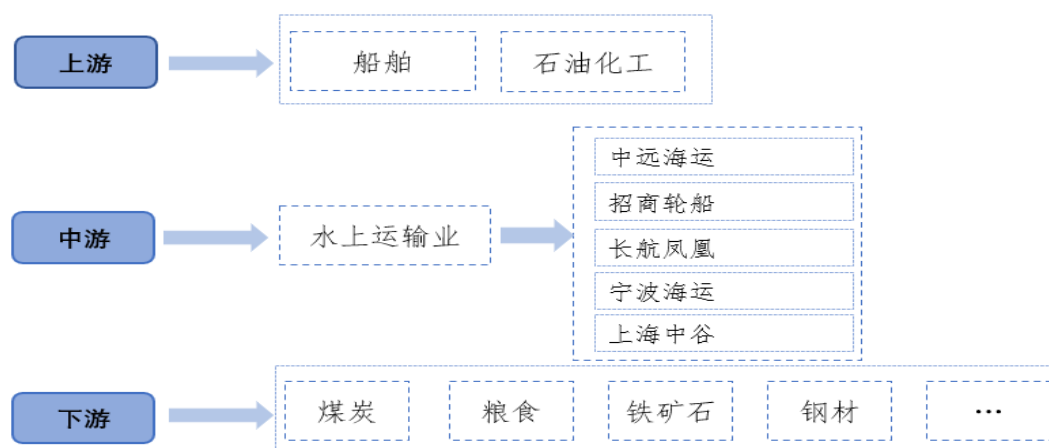 上游
船舶
石油化工
中游
水上运输业
中远海运
招商轮船
长航凤凰
宁波海运
上海中谷
下游
煤炭
粮食
铁矿石
钢材
…